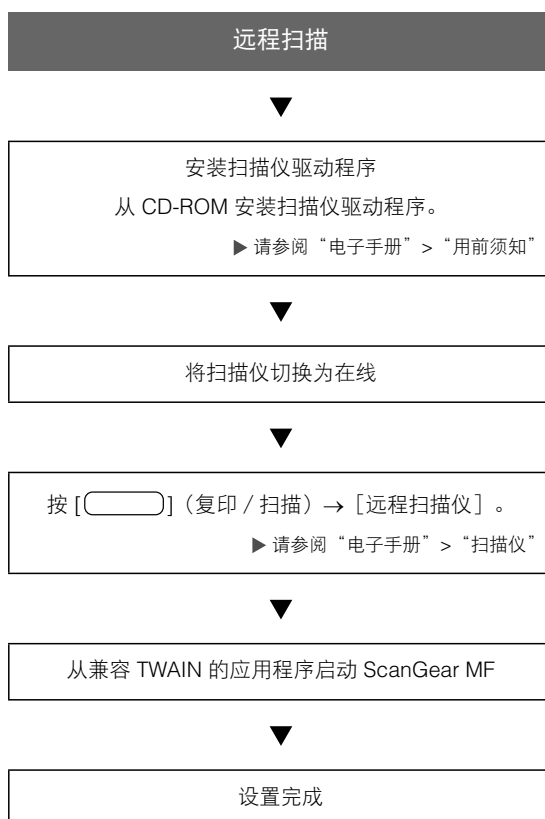 远程扫描
▼
安装扫描仪驱动程序
从 CD-ROM 安装扫描仪驱动程序。
▶ 请参阅“电子手册”>“用前须知”
▼
将扫描仪切换为在线
▼
按 [ ]（复印 / 扫描）→［远程扫描仪］。
▶ 请参阅“电子手册”>“扫描仪”
▼
从兼容 TWAIN 的应用程序启动 ScanGear MF
▼
设置完成